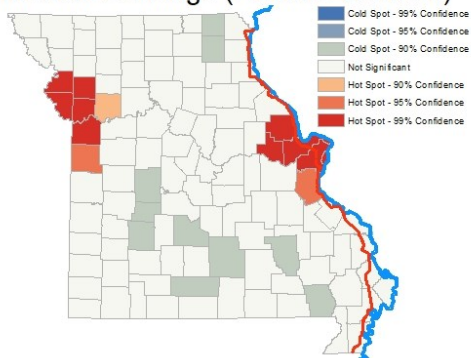 Cold Spot - 99% Confidence
Cold Spot - 95% Confidence
Cold Spot - 90% Confidence
Not Significant
Hot Spot - 90% Confidence
Hot Spot - 95% Confidence
Hot Spot - 99% Confidence